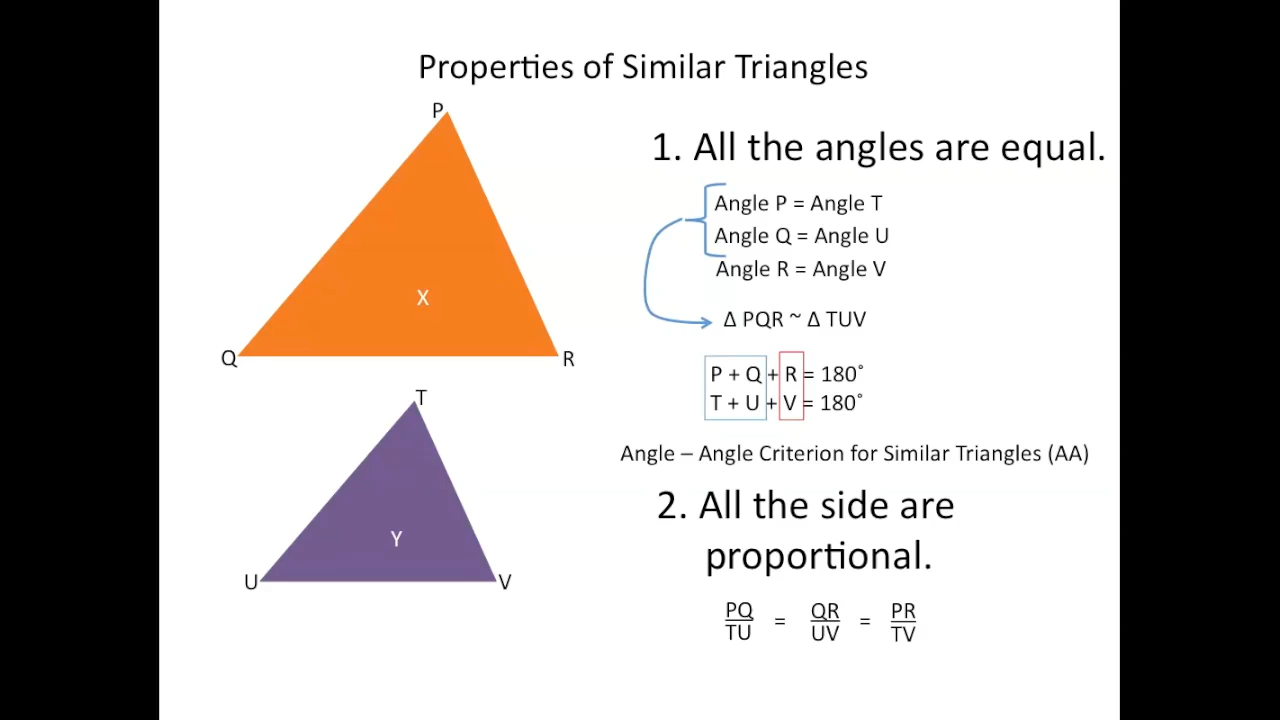 Properties of Similar Triangles
P
X
Q
R
T
Y
U
V
1. All the angles are equal.
Angle P = Angle T
Angle Q = Angle U
Angle R = Angle V
Δ PQR ~ Δ TUV
P + Q + R = 180˚
T + U + V = 180˚
Angle – Angle Criterion for Similar Triangles (AA)
2. All the side are
proportional.
PQ = QR = PR
TU UV TV